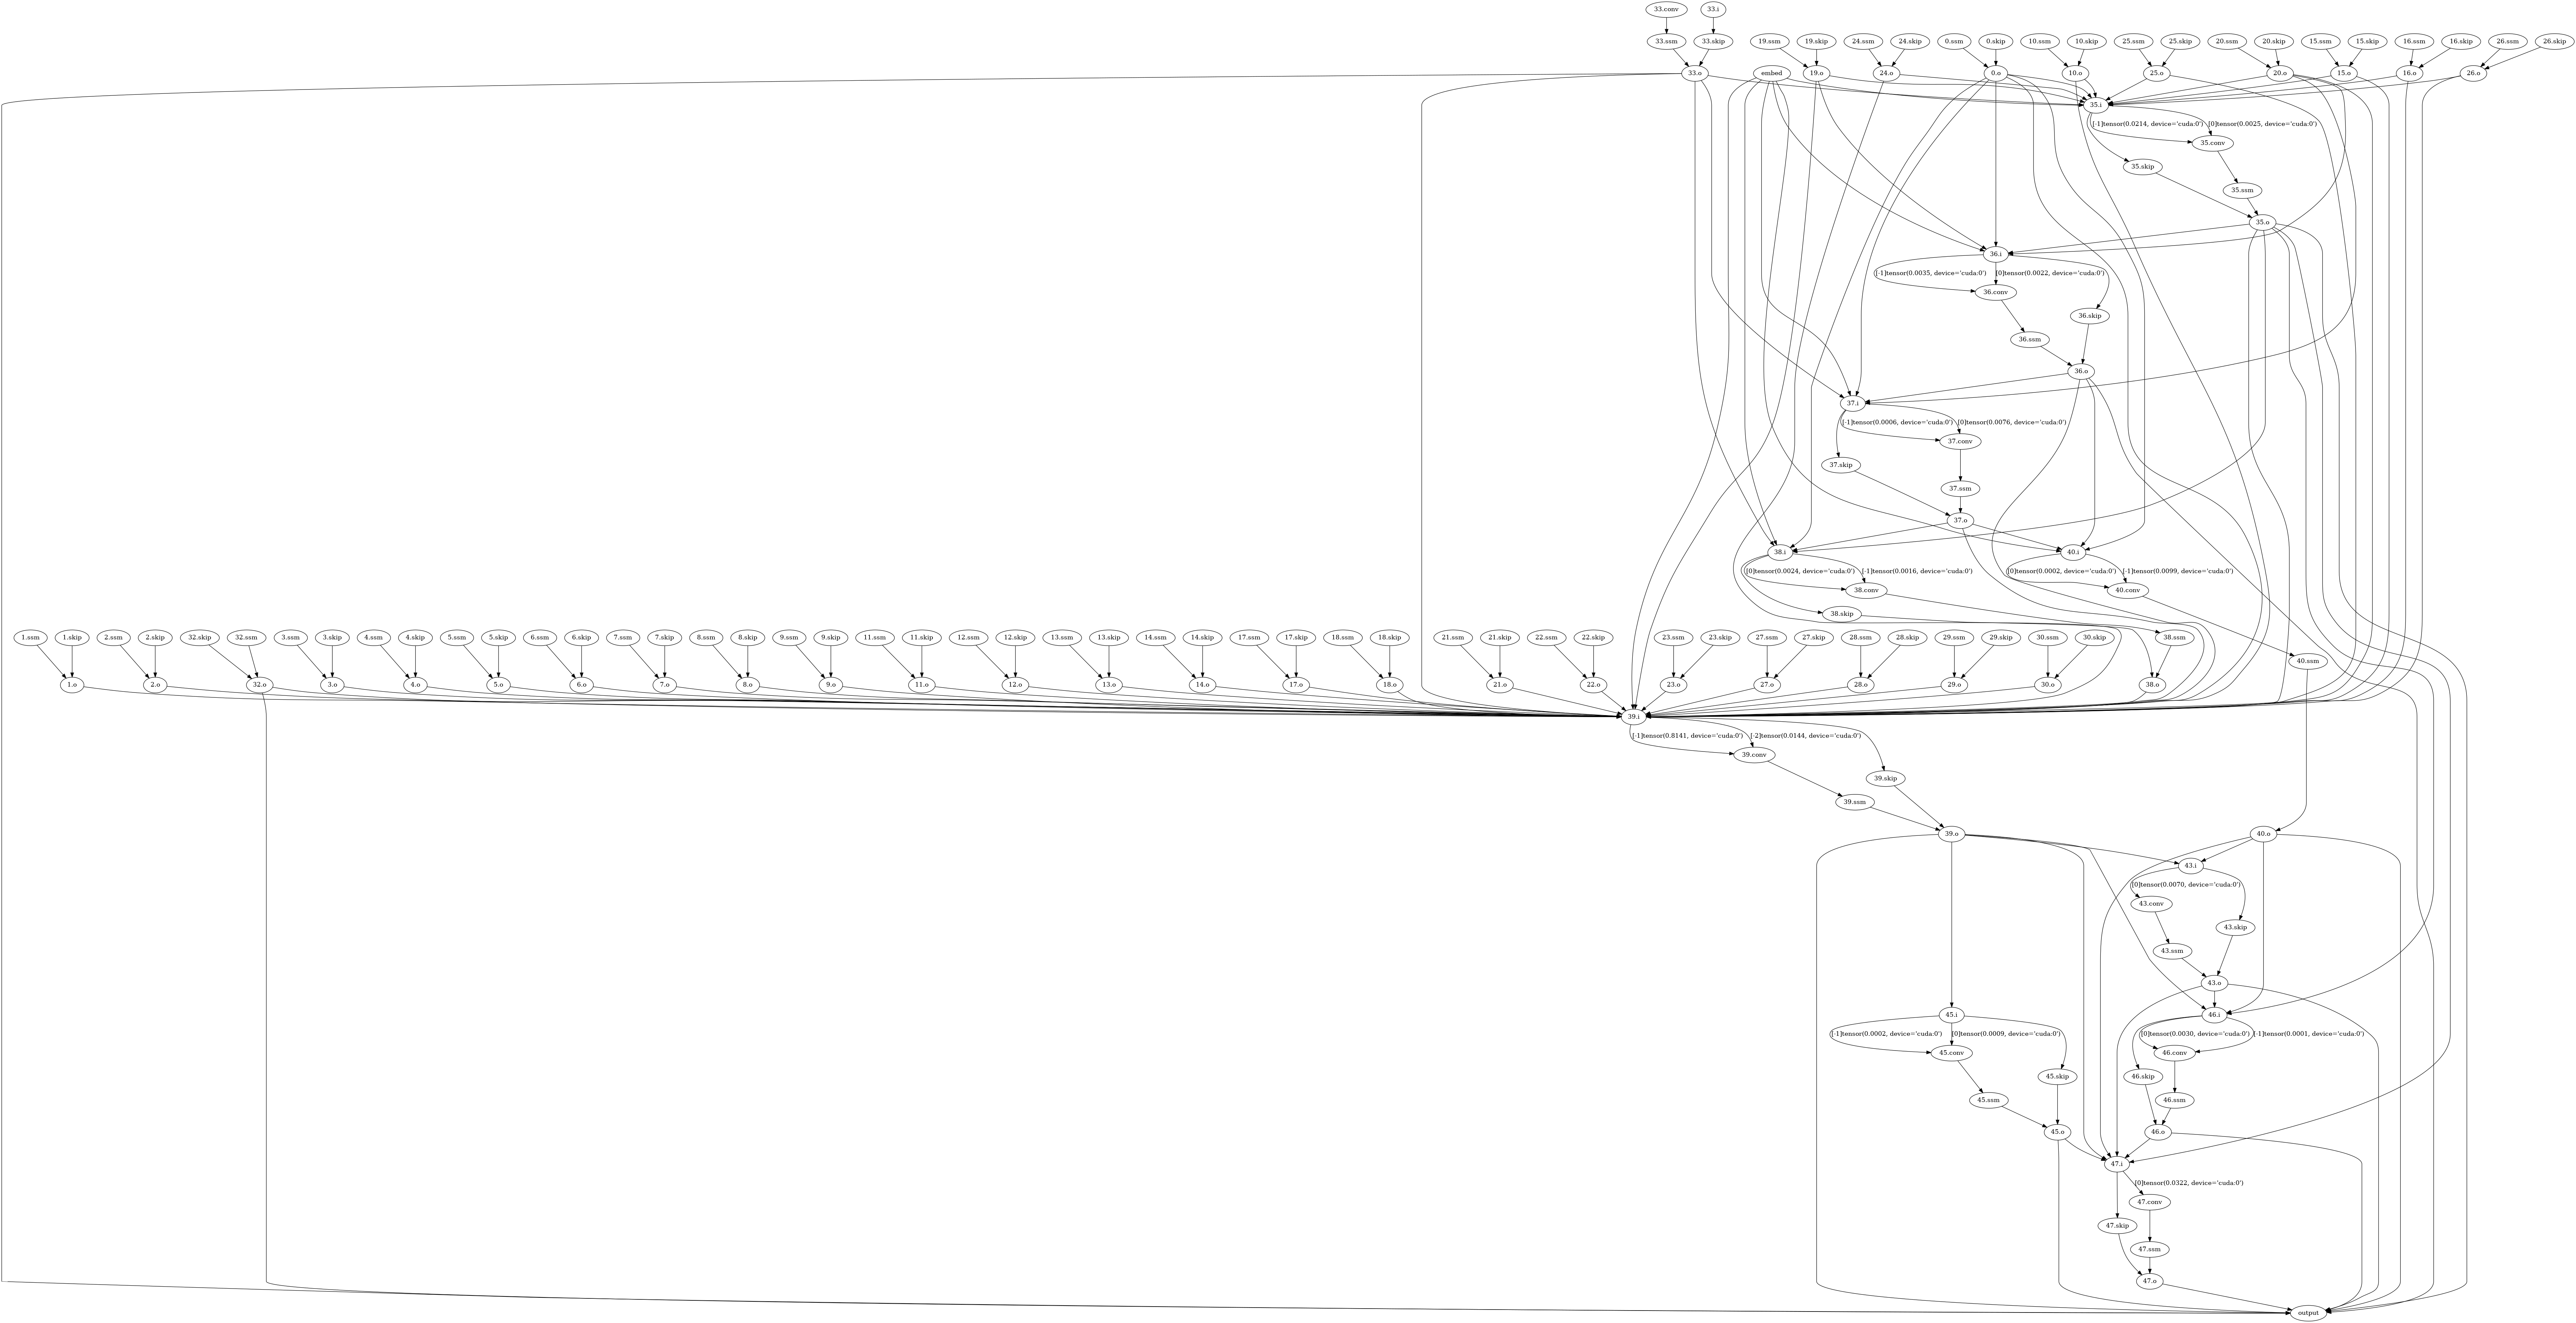 33.conv 33.i
33.ssm 33.skip 19.ssm 19.skip 24.ssm 24.skip 0.ssm 0.skip 10.ssm 10.skip 25.ssm 25.skip 20.ssm 20.skip 15.ssm 15.skip 16.ssm 16.skip 26.ssm 26.skip
33.o embed 19.o 24.o 0.o 10.o 25.o 20.o 15.o 16.o 26.o
35.i
[-1]tensor(0.0214, device='cuda:0') [0]tensor(0.0025, device='cuda:0')
35.conv
35.skip
35.ssm
35.o
36.i
[-1]tensor(0.0035, device='cuda:0') [0]tensor(0.0022, device='cuda:0')
36.conv
36.skip
36.ssm
36.o
37.i
[-1]tensor(0.0006, device='cuda:0') [0]tensor(0.0076, device='cuda:0')
37.conv
37.skip
37.ssm
37.o
38.i 40.i
[0]tensor(0.0024, device='cuda:0') [-1]tensor(0.0016, device='cuda:0') [0]tensor(0.0002, device='cuda:0') [-1]tensor(0.0099, device='cuda:0')
38.conv 40.conv
38.skip
1.ssm 1.skip 2.ssm 2.skip 32.skip 32.ssm 3.ssm 3.skip 4.ssm 4.skip 5.ssm 5.skip 6.ssm 6.skip 7.ssm 7.skip 8.ssm 8.skip 9.ssm 9.skip 11.ssm 11.skip 12.ssm 12.skip 13.ssm 13.skip 14.ssm 14.skip 17.ssm 17.skip 18.ssm 18.skip 21.ssm 21.skip 22.ssm 22.skip 23.ssm 23.skip 27.ssm 27.skip 28.ssm 28.skip 29.ssm 29.skip 30.ssm 30.skip 38.ssm
40.ssm
1.o 2.o 32.o 3.o 4.o 5.o 6.o 7.o 8.o 9.o 11.o 12.o 13.o 14.o 17.o 18.o 21.o 22.o 23.o 27.o 28.o 29.o 30.o 38.o
39.i
[-1]tensor(0.8141, device='cuda:0') [-2]tensor(0.0144, device='cuda:0')
39.conv
39.skip
39.ssm
39.o 40.o
43.i
[0]tensor(0.0070, device='cuda:0')
43.conv
43.skip
43.ssm
43.o
45.i 46.i
[-1]tensor(0.0002, device='cuda:0') [0]tensor(0.0009, device='cuda:0') [0]tensor(0.0030, device='cuda:0') [-1]tensor(0.0001, device='cuda:0')
45.conv 46.conv
45.skip 46.skip
45.ssm 46.ssm
45.o 46.o
47.i
[0]tensor(0.0322, device='cuda:0')
47.conv
47.skip
47.ssm
47.o
output